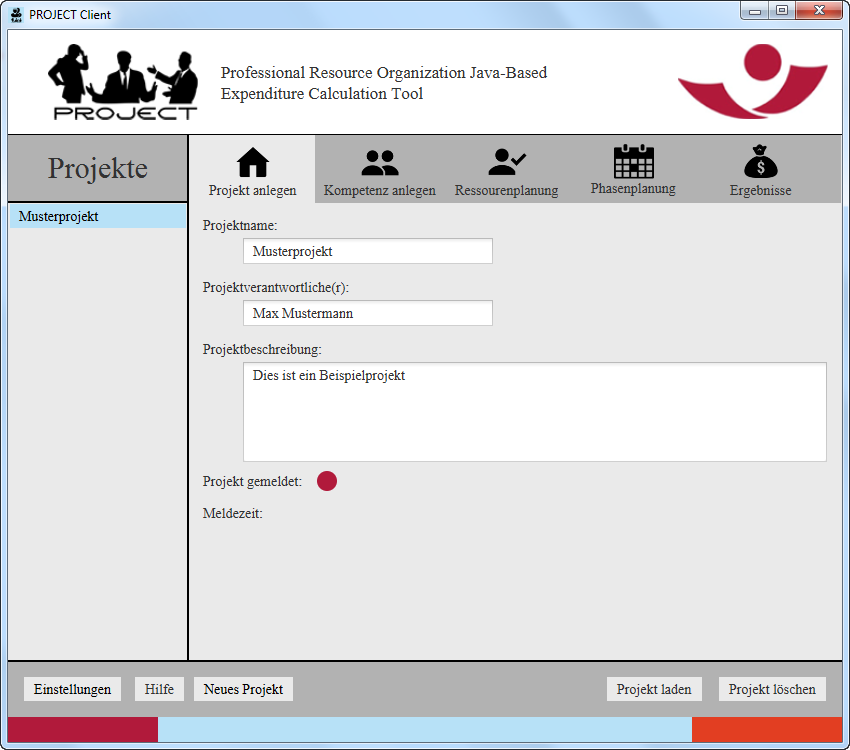 PROJECT Client
PROJECT
Professional Resource Organization Java-Based
Expenditure Calculation Tool
Projekte
Projekt anlegen
Kompetenz anlegen
Ressourenplanung
Phasenplanung
$
Ergebnisse
Musterprojekt
Projektname:
Musterprojekt
Projektverantwortliche(r):
Max Mustermann
Projektbeschreibung:
Dies ist ein Beispielprojekt
Projekt gemeldet:
Meldezeit:
Einstellungen
Hilfe
Neues Projekt
Projekt laden
Projekt löschen